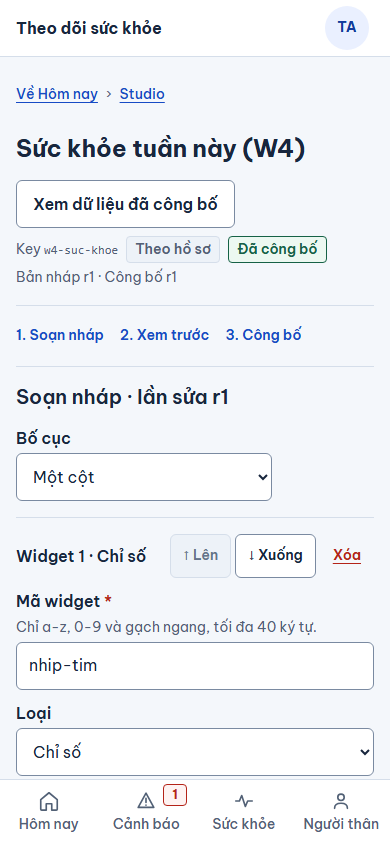 Theo dõi sức khỏe
TA
Về Hôm nay › Studio
Sức khỏe tuần này (W4)
Xem dữ liệu đã công bố
Key w4-suc-khoe Theo hồ sơ Đã công bố
Bản nháp r1 · Công bố r1
1. Soạn nháp 2. Xem trước 3. Công bố
Soạn nháp · lần sửa r1
Bố cục
Một cột
Widget 1 · Chỉ số ↑ Lên ↓ Xuống Xóa
Mã widget *
Chỉ a-z, 0-9 và gạch ngang, tối đa 40 ký tự.
nhip-tim
Loại
Chỉ số
1
Hôm nay Cảnh báo Sức khỏe Người thân